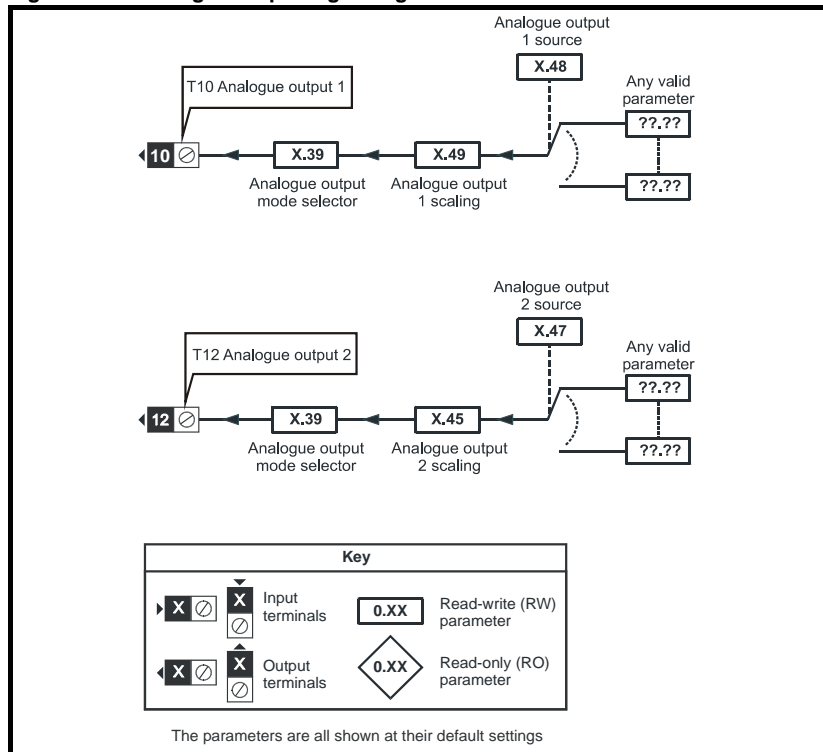 Analogue output
1 source
X.48
Any valid
parameter
??.??
T10 Analogue output 1
10
X.39
X.49
Analogue output
mode selector
Analogue output
1 scaling
??.??
Analogue output
2 source
X.47
Any valid
parameter
??.??
T12 Analogue output 2
12
X.39
X.45
Analogue output
mode selector
Analogue output
2 scaling
??.??
Key
X
X
Input
terminals
0.XX
Read-write (RW)
parameter
X
X
Output
terminals
0.XX
Read-only (RO)
parameter
The parameters are all shown at their default settings